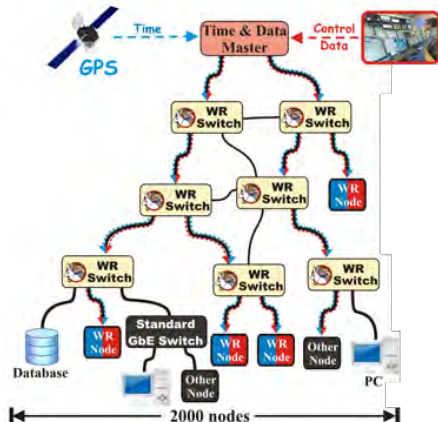 GPS
Time
Time & Data
Master
Control
Data
WR
Switch
WR
Switch
WR
Switch
WR
Switch
WR
Node
WR
Switch
WR
Switch
WR
Switch
Database
WR
Node
Standard
GbE Switch
Other
Node
WR
Node
WR
Node
Other
Node
PC
2000 nodes